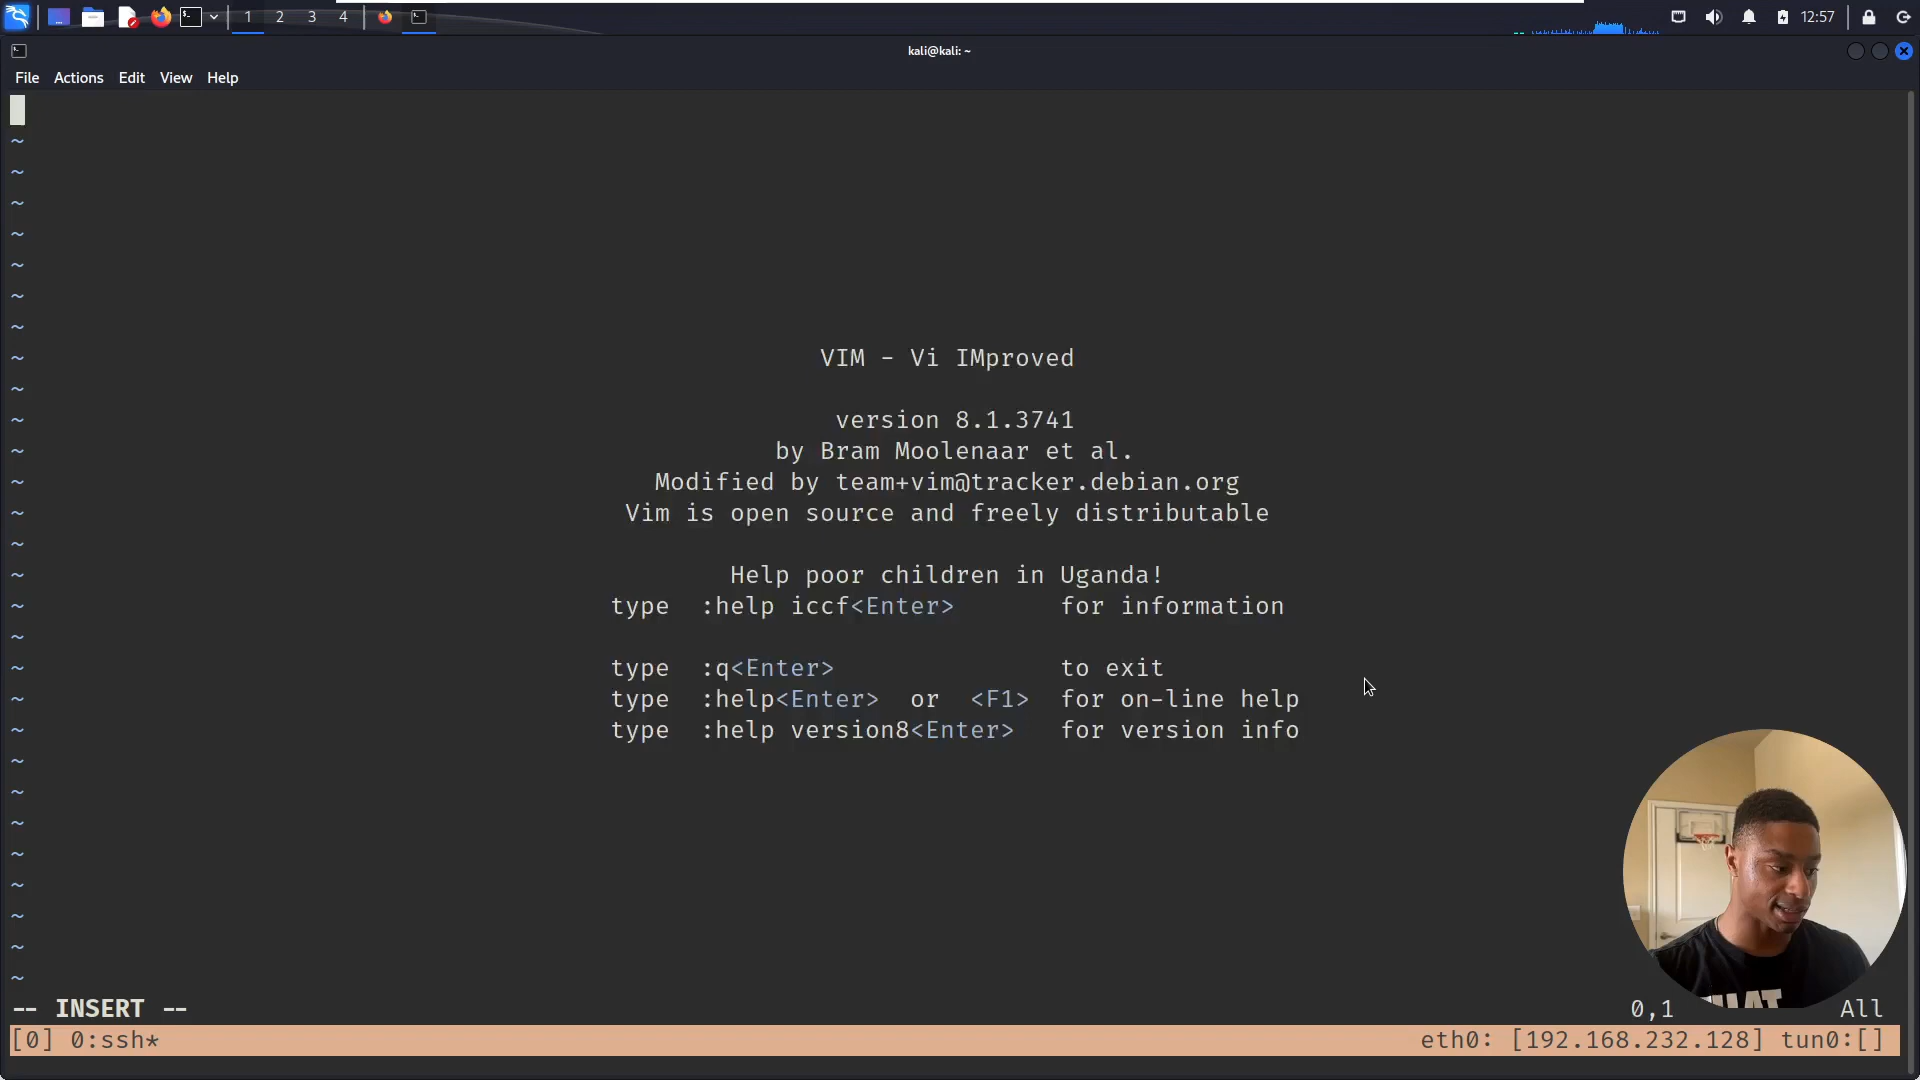 1 2 3 4
12:57
kali@kali: ~
File Actions Edit View Help
~
~
~
~
~
~
~
~
VIM - Vi IMproved
~
~
version 8.1.3741
~
by Bram Moolenaar et al.
~
Modified by team+vim@tracker.debian.org
~
Vim is open source and freely distributable
~
~
Help poor children in Uganda!
~
type :help iccf<Enter> for information
~
~
type :q<Enter> to exit
~
type :help<Enter> or <F1> for on-line help
~
type :help version8<Enter> for version info
~
~
~
~
~
~
~
~
-- INSERT -- 0,1 All
[0] 0:ssh* eth0: [192.168.232.128] tun0:[]